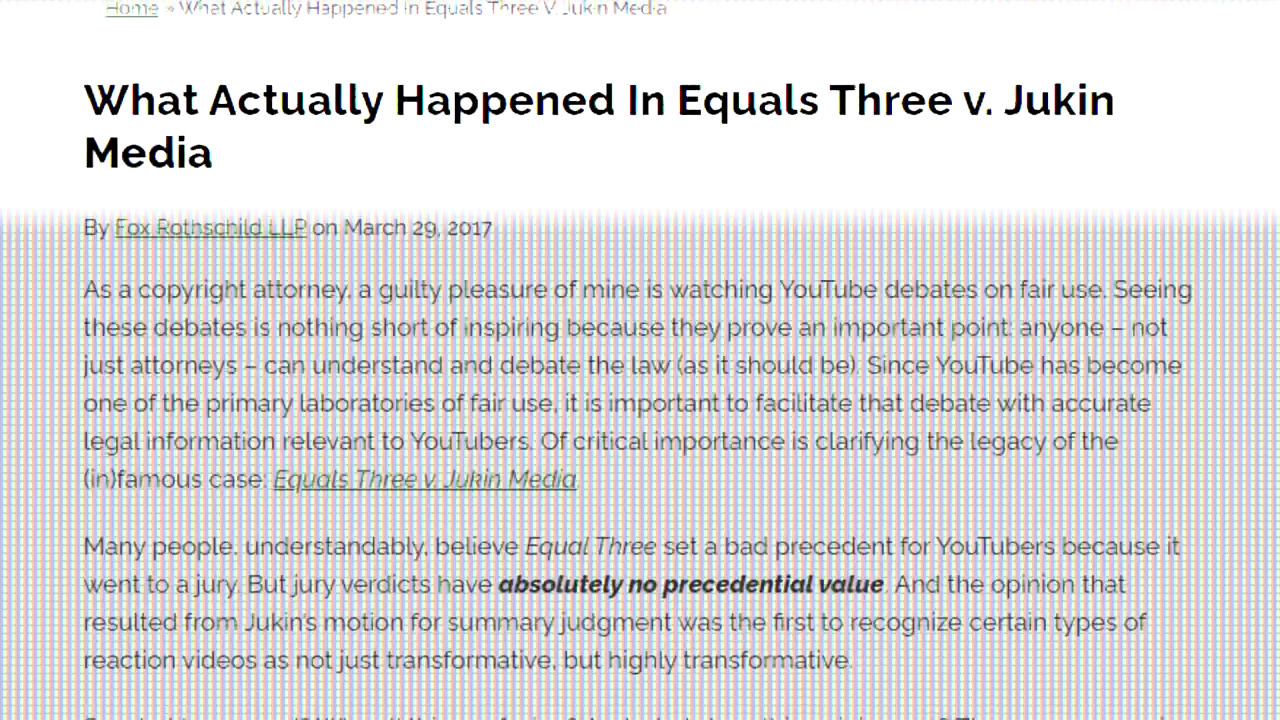 Home » What Actually Happened In Equals Three V. Jukin Media
What Actually Happened In Equals Three v. Jukin
Media
By Fox Rothschild LLP on March 29, 2017
As a copyright attorney, a guilty pleasure of mine is watching YouTube debates on fair use. Seeing
these debates is nothing short of inspiring because they prove an important point: anyone – not
just attorneys – can understand and debate the law (as it should be). Since YouTube has become
one of the primary laboratories of fair use, it is important to facilitate that debate with accurate
legal information relevant to YouTubers. Of critical importance is clarifying the legacy of the
(in)famous case: Equals Three v. Jukin Media.
Many people, understandably, believe Equal Three set a bad precedent for YouTubers because it
went to a jury. But jury verdicts have absolutely no precedential value. And the opinion that
resulted from Jukin's motion for summary judgment was the first to recognize certain types of
reaction videos as not just transformative, but highly transformative.